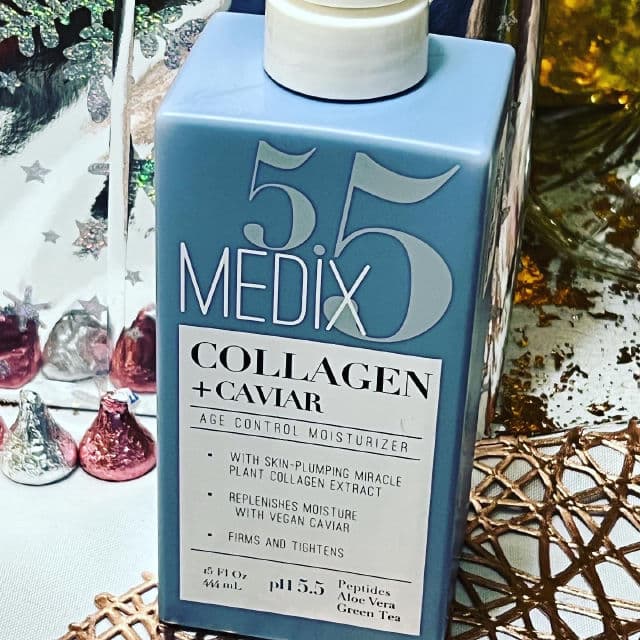 5.5
MEDiX
COLLAGEN
+CAVIAR
AGE CONTROL MOISTURIZER
• WITH SKIN-PLUMPING MIRACLE
PLANT COLLAGEN EXTRACT
• REPLENISHES MOISTURE
WITH VEGAN CAVIAR
• FIRMS AND TIGHTENS
15 Fl Oz
444 mL
pH 5.5
Peptides
Aloe Vera
Green Tea